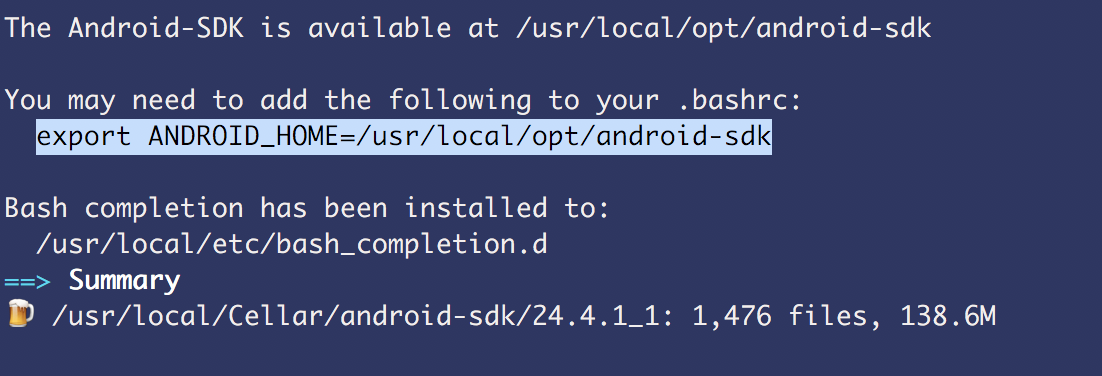 The Android-SDK is available at /usr/local/opt/android-sdk
You may need to add the following to your .bashrc:
export ANDROID_HOME=/usr/local/opt/android-sdk
Bash completion has been installed to:
/usr/local/etc/bash_completion.d
==> Summary
🍺 /usr/local/Cellar/android-sdk/24.4.1_1: 1,476 files, 138.6M